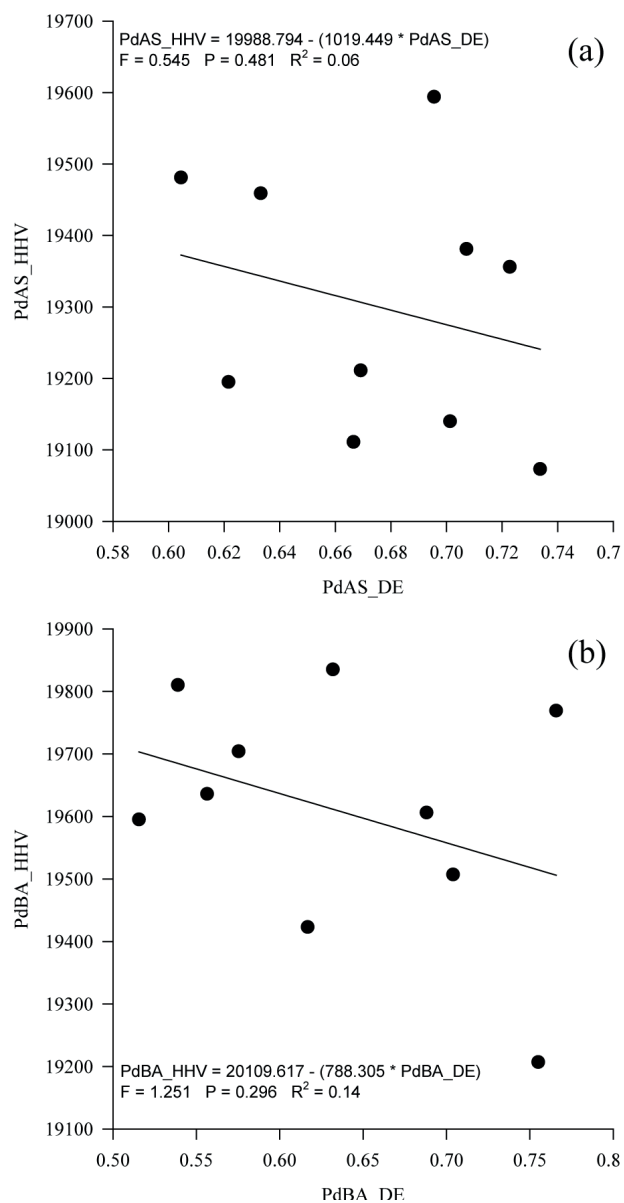 19700
PdAS_HHV = 19988.794 - (1019.449 * PdAS_DE)
F = 0.545 P = 0.481 R² = 0.06
(a)
19600
19500
19400
19300
19200
19100
19000
PdAS_HHV
0.58 0.60 0.62 0.64 0.66 0.68 0.70 0.72 0.74 0.7
PdAS_DE
19900
(b)
19800
19700
19600
19500
19400
19300
19200
19100
PdBA_HHV
PdBA_HHV = 20109.617 - (788.305 * PdBA_DE)
F = 1.251 P = 0.296 R² = 0.14
0.50 0.55 0.60 0.65 0.70 0.75 0.8
PdBA_DE